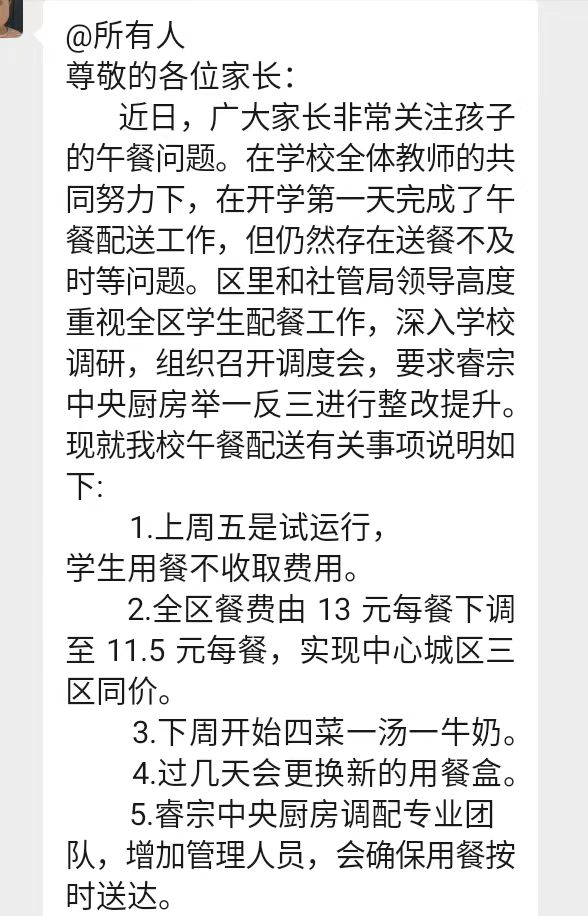 @所有人
尊敬的各位家长：
近日，广大家长非常关注孩子
的午餐问题。在学校全体教师的共
同努力下，在开学第一天完成了午
餐配送工作，但仍然存在送餐不及
时等问题。区里和社管局领导高度
重视全区学生配餐工作，深入学校
调研，组织召开调度会，要求睿宗
中央厨房举一反三进行整改提升。
现就我校午餐配送有关事项说明如
下:
1.上周五是试运行，
学生用餐不收取费用。
2.全区餐费由 13 元每餐下调
至 11.5 元每餐，实现中心城区三
区同价。
3.下周开始四菜一汤一牛奶。
4.过几天会更换新的用餐盒。
5.睿宗中央厨房调配专业团
队，增加管理人员，会确保用餐按
时送达。